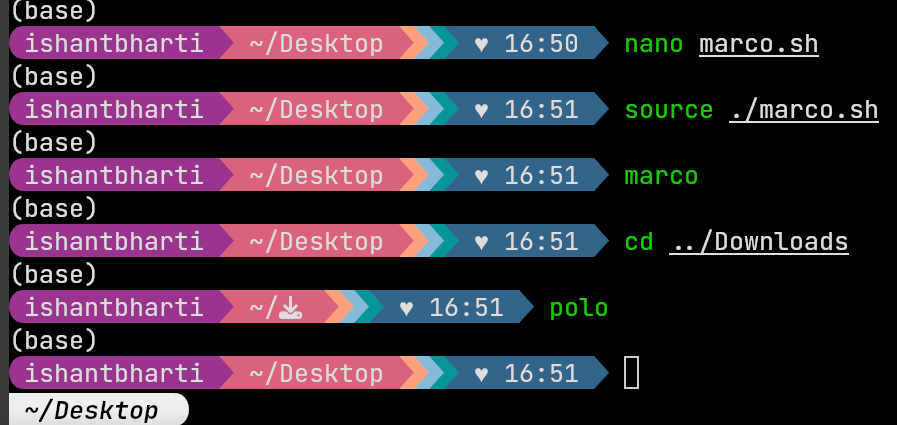 (base)
ishantbharti ~/Desktop ♥ 16:50 nano marco.sh
(base)
ishantbharti ~/Desktop ♥ 16:51 source ./marco.sh
(base)
ishantbharti ~/Desktop ♥ 16:51 marco
(base)
ishantbharti ~/Desktop ♥ 16:51 cd ../Downloads
(base)
ishantbharti ~/ ♥ 16:51 polo
(base)
ishantbharti ~/Desktop ♥ 16:51
~/Desktop